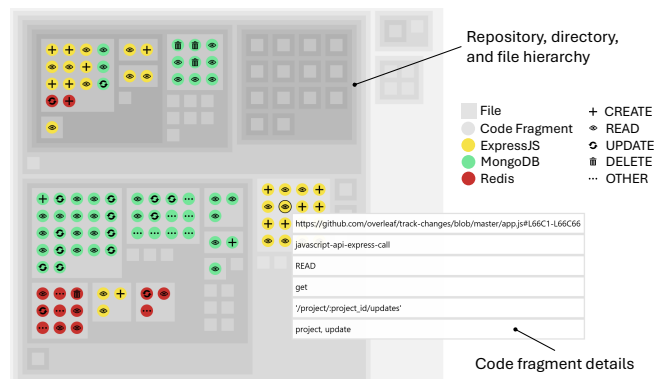 Repository, directory,
and file hierarchy
File
Code Fragment
ExpressJS
MongoDB
Redis
+ CREATE
READ
UPDATE
DELETE
··· OTHER
https://github.com/overleaf/track-changes/blob/master/app.js#L66C1-L66C66
javascript-api-express-call
READ
get
'/project/:project_id/updates'
project, update
Code fragment details